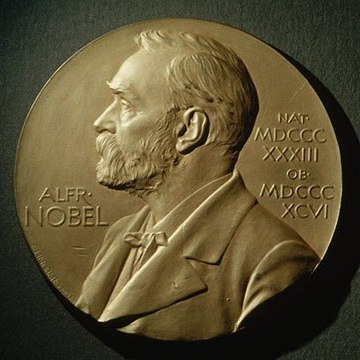 ALFR·
NOBEL
NAT·
MDCCC
XXXIII
OB·
MDCCC
XCVI